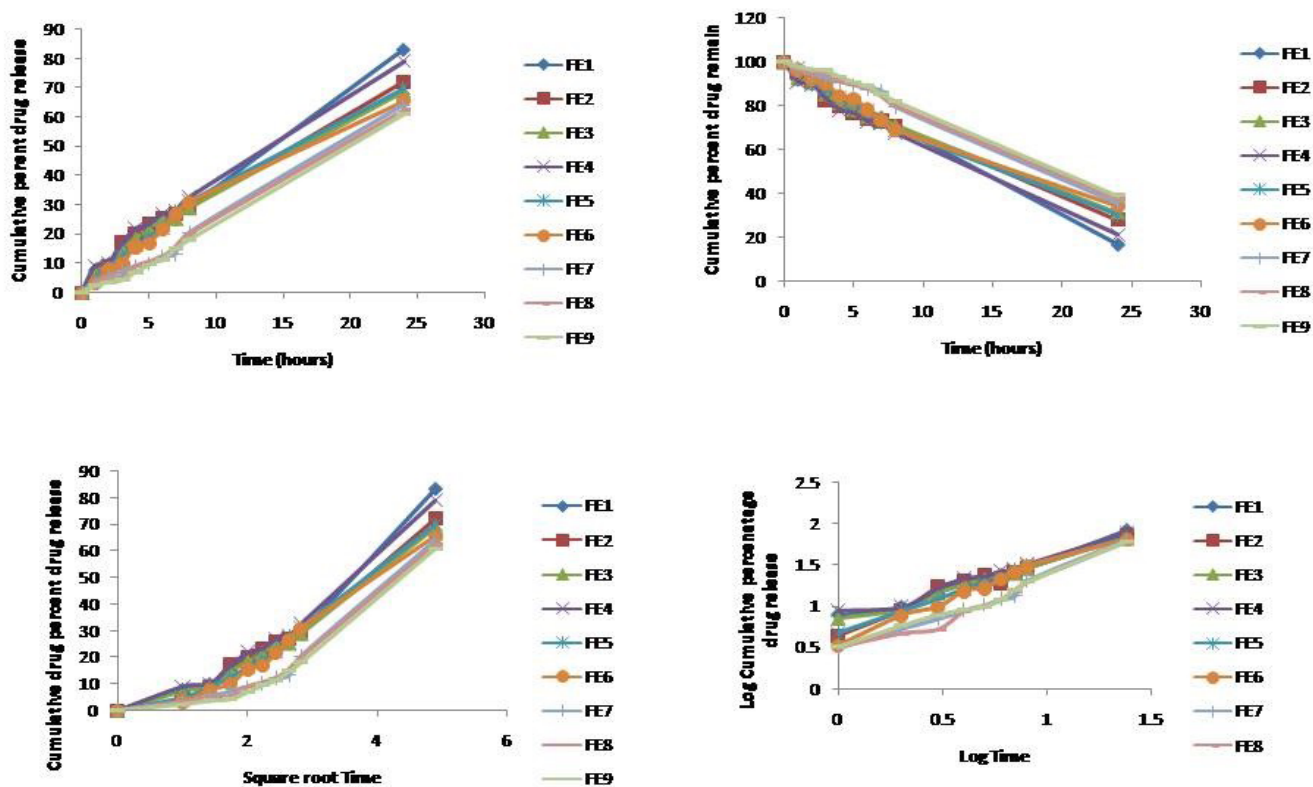 Cumulative percent drug release
90
80
70
60
50
40
30
20
10
0
0 5 10 15 20 25 30
Time (hours)
FE1
FE2
FE3
FE4
FE5
FE6
FE7
FE8
FE9
Cumulative percent drug remain
120
100
80
60
40
20
0
0 5 10 15 20 25 30
Time (hours)
FE1
FE2
FE3
FE4
FE5
FE6
FE7
FE8
FE9
Cumulative drug percent drug release
90
80
70
60
50
40
30
20
10
0
0 2 4 6
Square root Time
FE1
FE2
FE3
FE4
FE5
FE6
FE7
FE8
FE9
Log Cumulative percenatage
drug release
2.5
2
1.5
1
0.5
0
0 0.5 1 1.5
Log Time
FE1
FE2
FE3
FE4
FE5
FE6
FE7
FE8